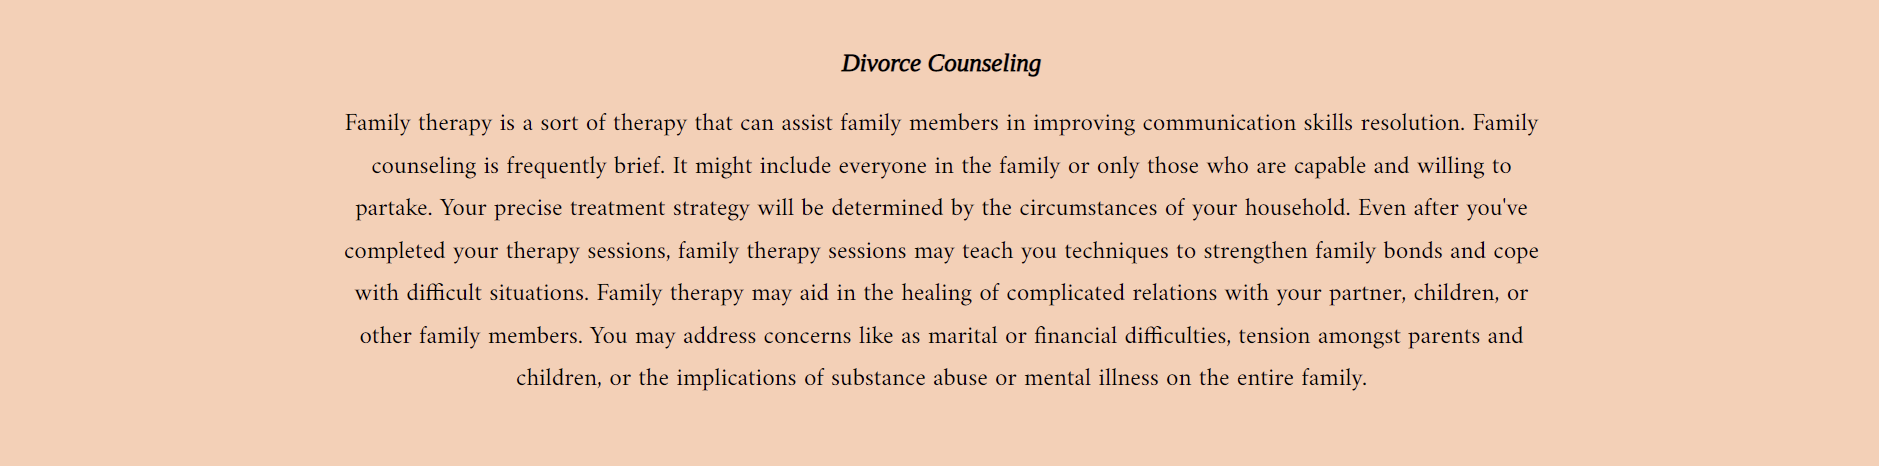 Divorce Counseling
Family therapy is a sort of therapy that can assist family members in improving communication skills resolution. Family
counseling is frequently brief. It might include everyone in the family or only those who are capable and willing to
partake. Your precise treatment strategy will be determined by the circumstances of your household. Even after you've
completed your therapy sessions, family therapy sessions may teach you techniques to strengthen family bonds and cope
with difficult situations. Family therapy may aid in the healing of complicated relations with your partner, children, or
other family members. You may address concerns like as marital or financial difficulties, tension amongst parents and
children, or the implications of substance abuse or mental illness on the entire family.